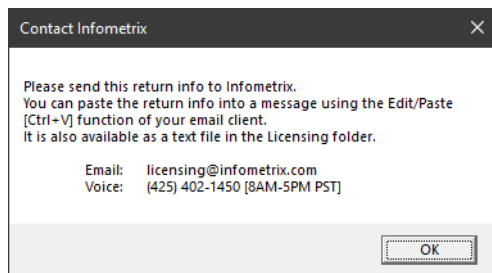 Contact Infometrix
Please send this return info to Infometrix.
You can paste the return info into a message using the Edit/Paste
[Ctrl+V] function of your email client.
It is also available as a text file in the Licensing folder.
Email: licensing@infometrix.com
Voice: (425) 402-1450 [8AM-5PM PST]
OK